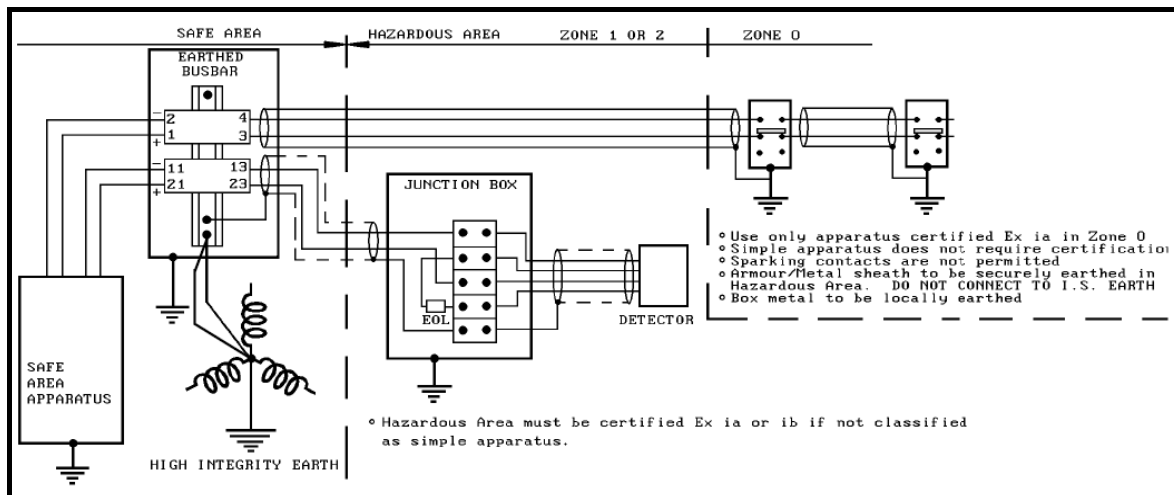 SAFE AREA
HAZARDOUS AREA
ZONE 1 OR 2
ZONE 0
EARTHED
BUSBAR
−
2
4
1
3
+
−
11
13
21
23
+
JUNCTION BOX
EOL
DETECTOR
SAFE
AREA
APPARATUS
HIGH INTEGRITY EARTH
Use only apparatus certified Ex ia in Zone 0
Simple apparatus does not require certification
Sparking contacts are not permitted
Armour/Metal sheath to be securely earthed in
Hazardous Area. DO NOT CONNECT TO I.S. EARTH
Box metal to be locally earthed
Hazardous Area must be certified Ex ia or ib if not classified
as simple apparatus.